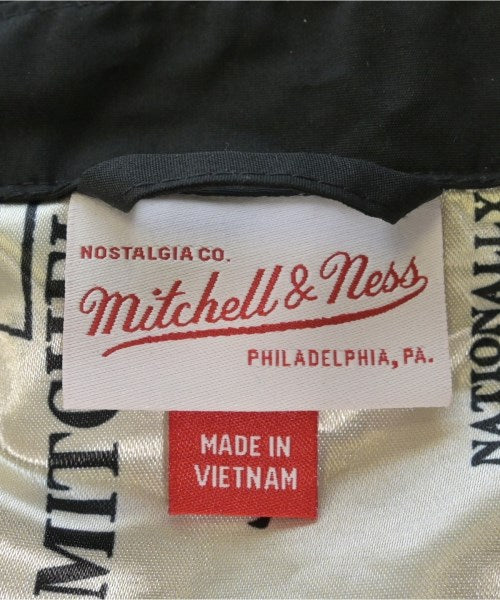 NOSTALGIA CO.
Mitchell & Ness
PHILADELPHIA, PA.
MADE IN
VIETNAM
NATIONALLY